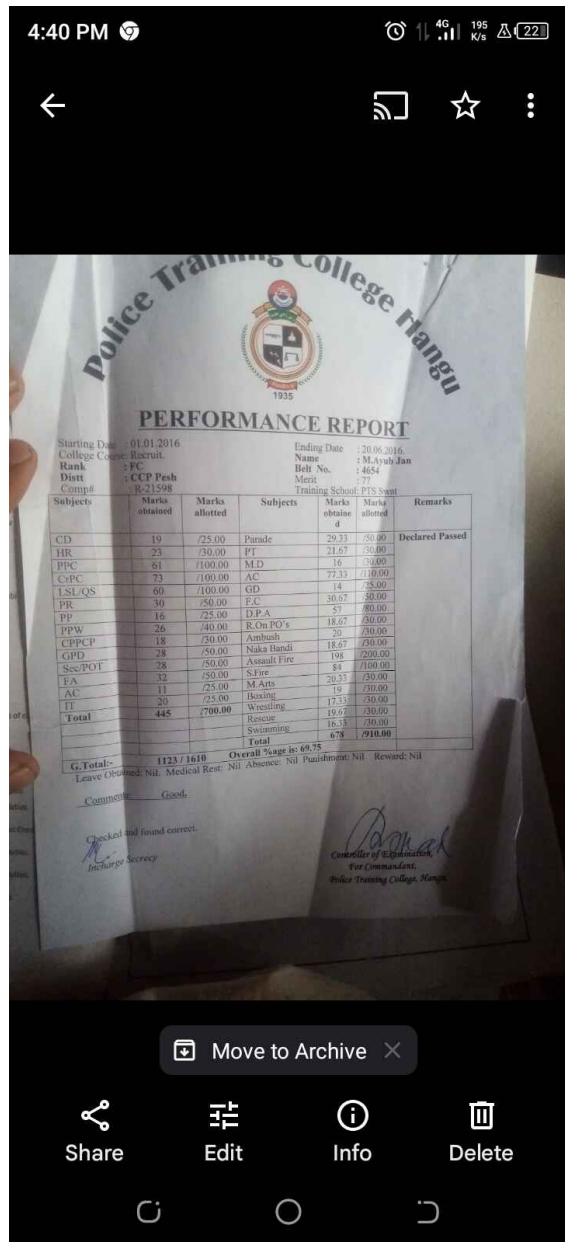 4:40 PM 4G 195 K/s 22
Police Training College Hangu
1935
PERFORMANCE REPORT
Starting Date : 01.01.2016 Ending Date : 20.06.2016.
College Course: Recruit. Name : M.Ayub Jan
Rank : FC Belt No. : 4654
Distt : CCP Pesh Merit : 77
Comp# : R-21598 Training School: PTS Swat
Subjects Marks obtained Marks allotted Subjects Marks obtained Marks allotted Remarks
CD 19 /25.00 Parade 29.33 /50.00 Declared Passed
HR 23 /30.00 PT 21.67 /30.00
PPC 61 /100.00 M.D 16 /30.00
CrPC 73 /100.00 AC 77.33 /110.00
LSL/QS 60 /100.00 GD 14 /25.00
PR 30 /50.00 F.C 30.67 /50.00
PP 16 /25.00 D.P.A 57 /80.00
PPW 26 /40.00 R.On PO's 18.67 /30.00
CPPCP 18 /30.00 Ambush 20 /30.00
GPD 28 /50.00 Naka Bandi 18.67 /30.00
Sec/POT 28 /50.00 Assault Fire 198 /200.00
FA 32 /50.00 S.Fire 84 /100.00
AC 11 /25.00 M.Arts 20.33 /30.00
IT 20 /25.00 Boxing 19 /30.00
Total 445 /700.00 Wrestling 17.33 /30.00
Rescue 19.67 /30.00
Swimming 16.33 /30.00
Total 678 /910.00
G.Total:- 1123 / 1610 Overall %age is: 69.75
Leave Obtained: Nil. Medical Rest: Nil Absence: Nil Punishment: Nil Reward: Nil
Comments: Good.
Checked and found correct.
Incharge Secrecy
Controller of Examination,
For Commandant,
Police Training College, Hangu.
Move to Archive
Share Edit Info Delete